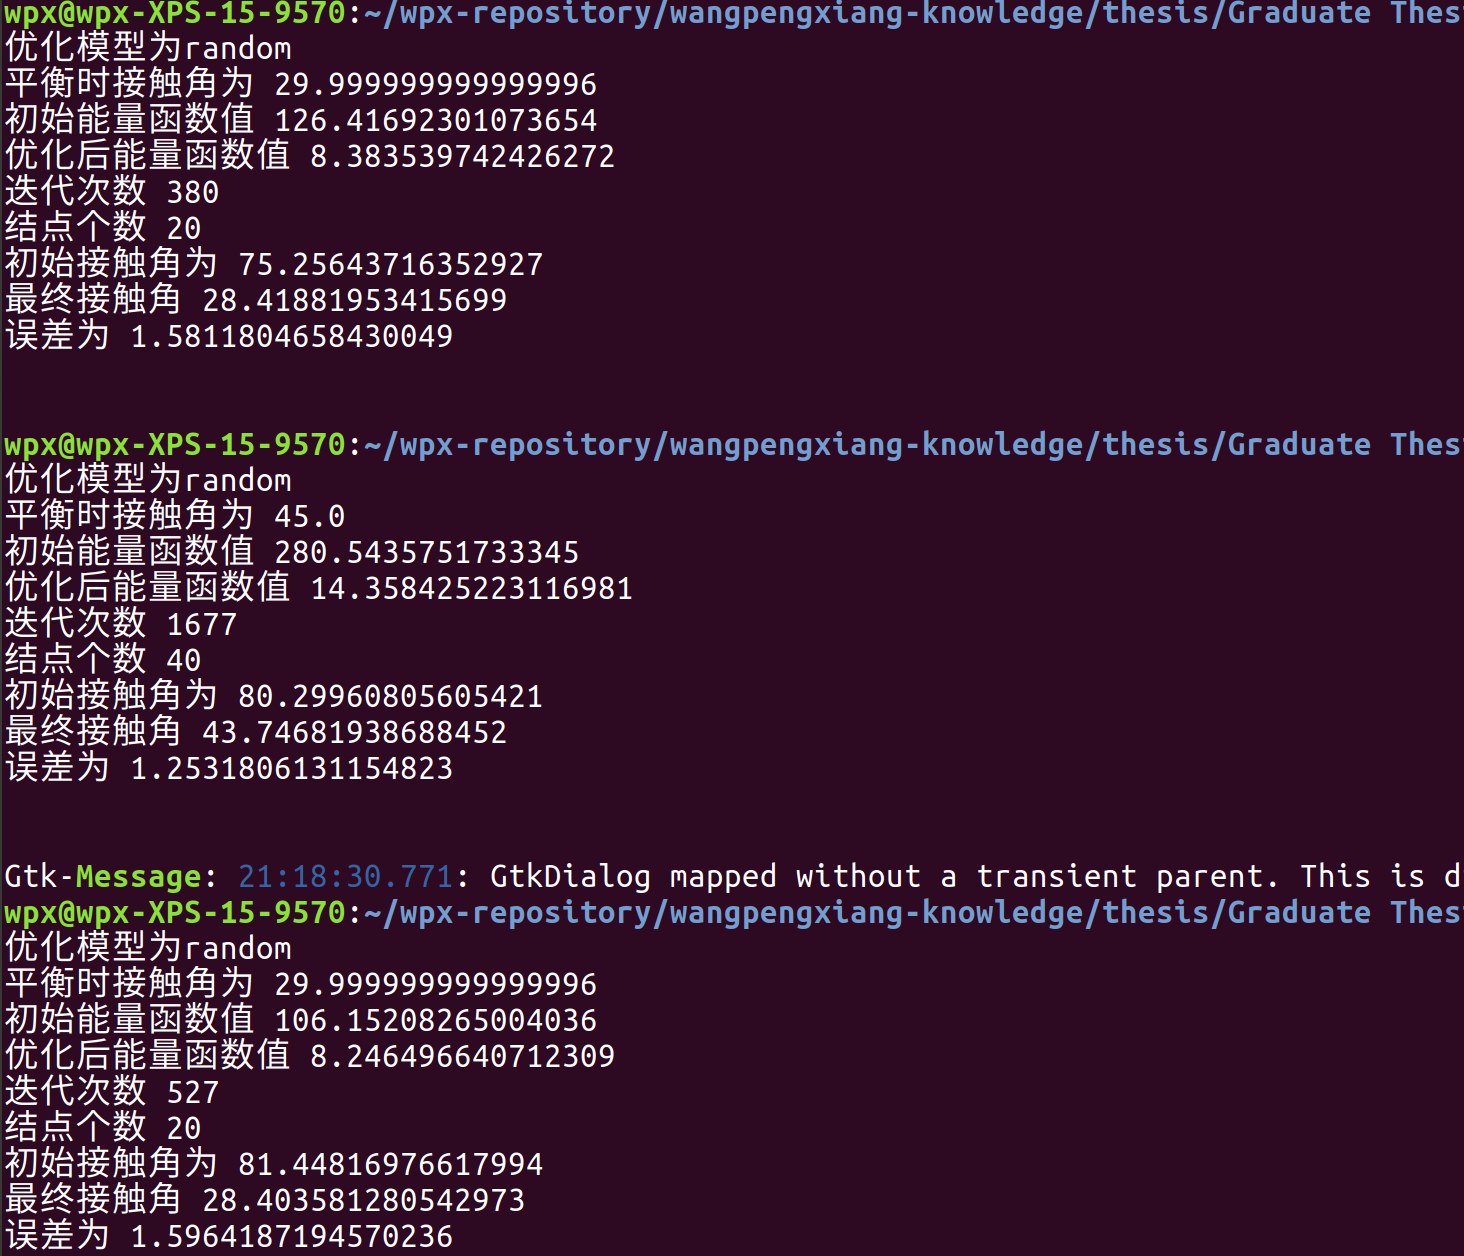 wpx@wpx-XPS-15-9570:~/wpx-repository/wangpengxiang-knowledge/thesis/Graduate Thes
优化模型为random
平衡时接触角为 29.999999999999996
初始能量函数值 126.41692301073654
优化后能量函数值 8.383539742426272
迭代次数 380
结点个数 20
初始接触角为 75.25643716352927
最终接触角 28.41881953415699
误差为 1.5811804658430049
wpx@wpx-XPS-15-9570:~/wpx-repository/wangpengxiang-knowledge/thesis/Graduate Thes
优化模型为random
平衡时接触角为 45.0
初始能量函数值 280.5435751733345
优化后能量函数值 14.358425223116981
迭代次数 1677
结点个数 40
初始接触角为 80.29960805605421
最终接触角 43.74681938688452
误差为 1.2531806131154823
Gtk-Message: 21:18:30.771: GtkDialog mapped without a transient parent. This is d
wpx@wpx-XPS-15-9570:~/wpx-repository/wangpengxiang-knowledge/thesis/Graduate Thes
优化模型为random
平衡时接触角为 29.999999999999996
初始能量函数值 106.15208265004036
优化后能量函数值 8.246496640712309
迭代次数 527
结点个数 20
初始接触角为 81.44816976617994
最终接触角 28.403581280542973
误差为 1.5964187194570236